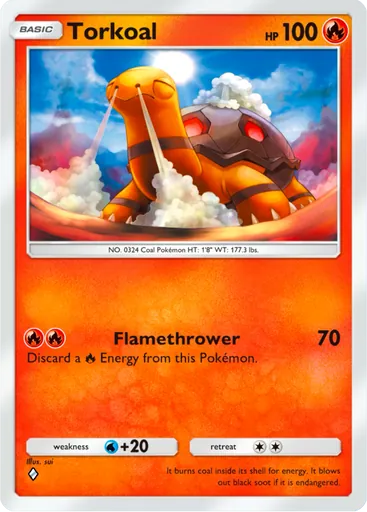 BASIC
Torkoal
HP 100
NO. 0324 Coal Pokémon HT: 1'8" WT: 177.3 lbs.
Flamethrower 70
Discard a Energy from this Pokémon.
weakness +20 retreat
Illus. sui
It burns coal inside its shell for energy. It blows
out black soot if it is endangered.